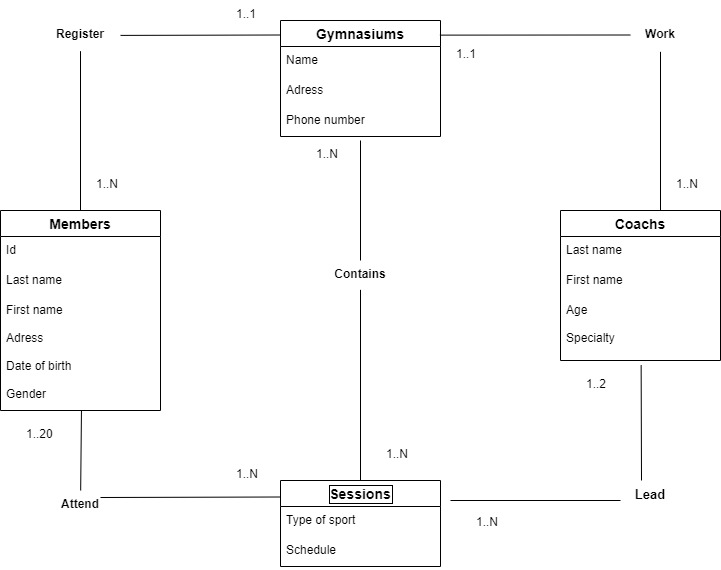 1..1
Register
Gymnasiums
Work
1..1
Name
Adress
Phone number
1..N
1..N
1..N
Members
Id
Last name
First name
Adress
Date of birth
Gender
Coachs
Last name
First name
Age
Specialty
Contains
1..2
1..20
1..N
1..N
Attend
Sessions
Lead
Type of sport
1..N
Schedule